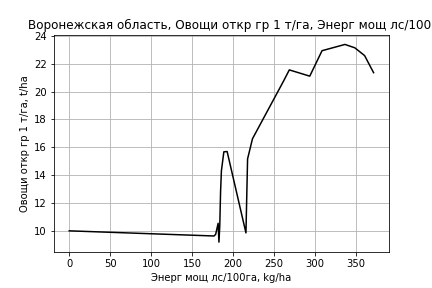 Воронежская область, Овощи откр гр 1 т/га, Энерг мощ лс/100
24
22
20
18
16
14
12
10
Овощи откр гр 1 т/га, t/ha
0 50 100 150 200 250 300 350
Энерг мощ лс/100га, kg/ha